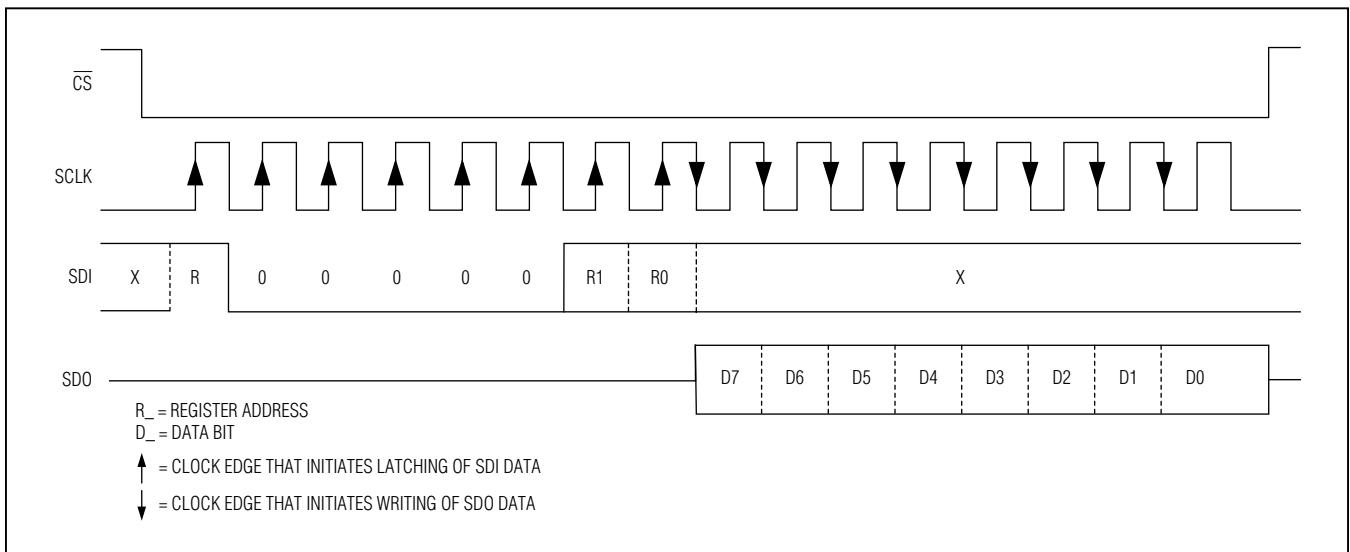 CS
SCLK
SDI X R 0 0 0 0 0 R1 R0 X
SDO D7 D6 D5 D4 D3 D2 D1 D0
R_ = REGISTER ADDRESS
D_ = DATA BIT
= CLOCK EDGE THAT INITIATES LATCHING OF SDI DATA
= CLOCK EDGE THAT INITIATES WRITING OF SDO DATA